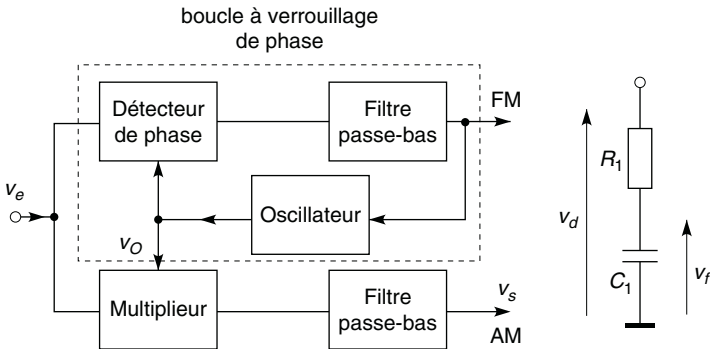 boucle à verrouillage
de phase
Détecteur
de phase
Filtre
passe-bas
FM
v_e
Oscillateur
v_O
Multiplieur
Filtre
passe-bas
v_s
AM
R_1
v_d
C_1
v_f